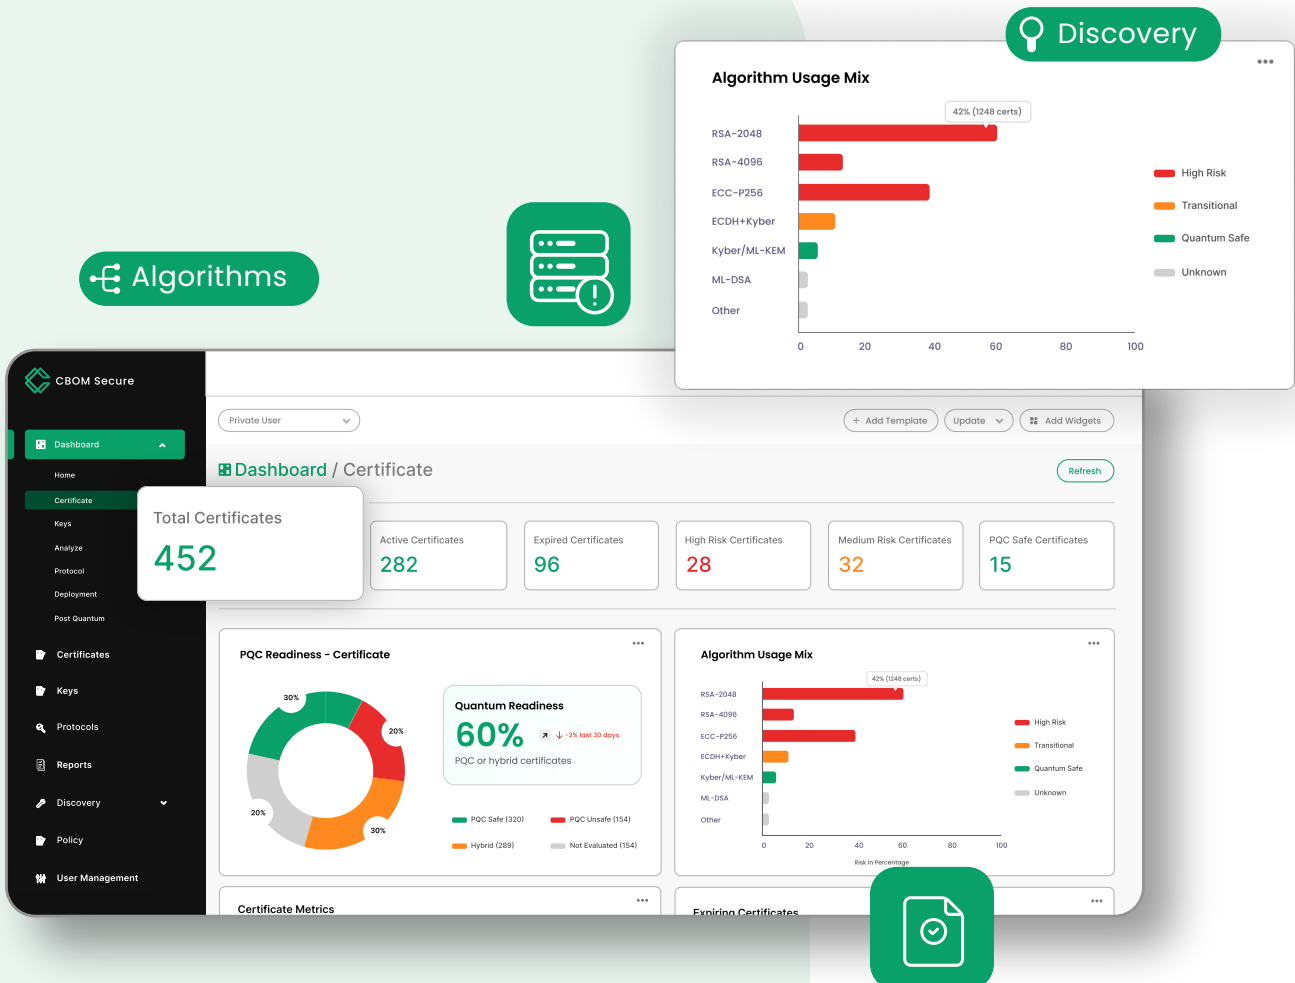 Discovery
Algorithm Usage Mix
42% (1248 certs)
RSA-2048
RSA-4096
ECC-P256
ECDH+Kyber
Kyber/ML-KEM
ML-DSA
Other
0 20 40 60 80 100
High Risk
Transitional
Quantum Safe
Unknown
Algorithms
CBOM Secure
Dashboard
Home
Certificate
Keys
Analyze
Protocol
Deployment
Post Quantum
Certificates
Keys
Protocols
Reports
Discovery
Policy
User Management
Private User
+ Add Template
Update
Add Widgets
Dashboard / Certificate
Refresh
Total Certificates
452
Active Certificates
282
Expired Certificates
96
High Risk Certificates
28
Medium Risk Certificates
32
PQC Safe Certificates
15
PQC Readiness - Certificate
30%
20%
20%
30%
Quantum Readiness
60%
-2% last 30 days
PQC or hybrid certificates
PQC Safe (320)
PQC Unsafe (154)
Hybrid (289)
Not Evaluated (154)
Algorithm Usage Mix
42% (1248 certs)
RSA-2048
RSA-4096
ECC-P256
ECDH+Kyber
Kyber/ML-KEM
ML-DSA
Other
0 20 40 60 80 100
Risk In Percentage
High Risk
Transitional
Quantum Safe
Unknown
Certificate Metrics
Expiring Certificates